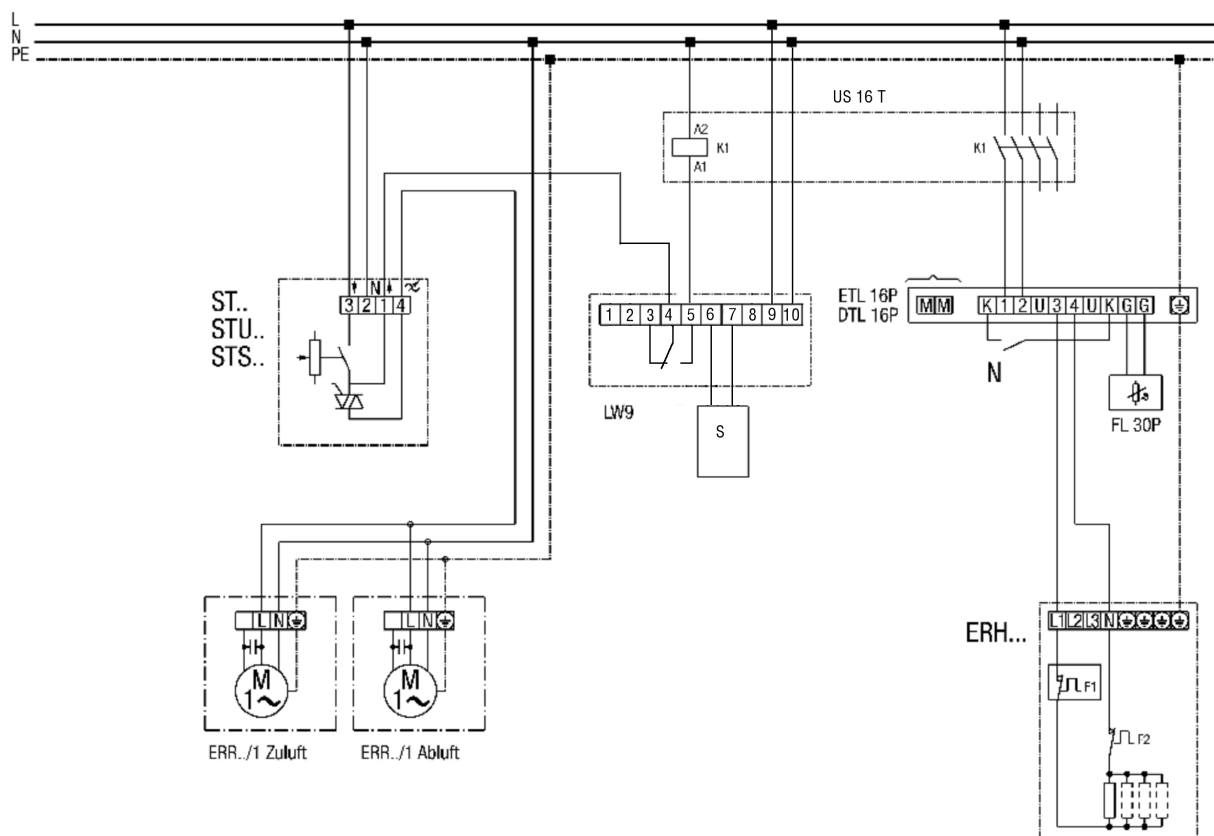 L
N
PE
US 16 T
A2
K1
A1
K1
ST..
STU..
STS..
N
3 2 1 4
1 2 3 4 5 6 7 8 9 10
LW9
S
ETL 16P
DTL 16P
M M
K 1 2 U 3 4 U K G G
N
FL 30P
L N
M
1~
ERR../1 Zuluft
L N
M
1~
ERR../1 Abluft
ERH...
L1 L2 L3 N
F1
F2